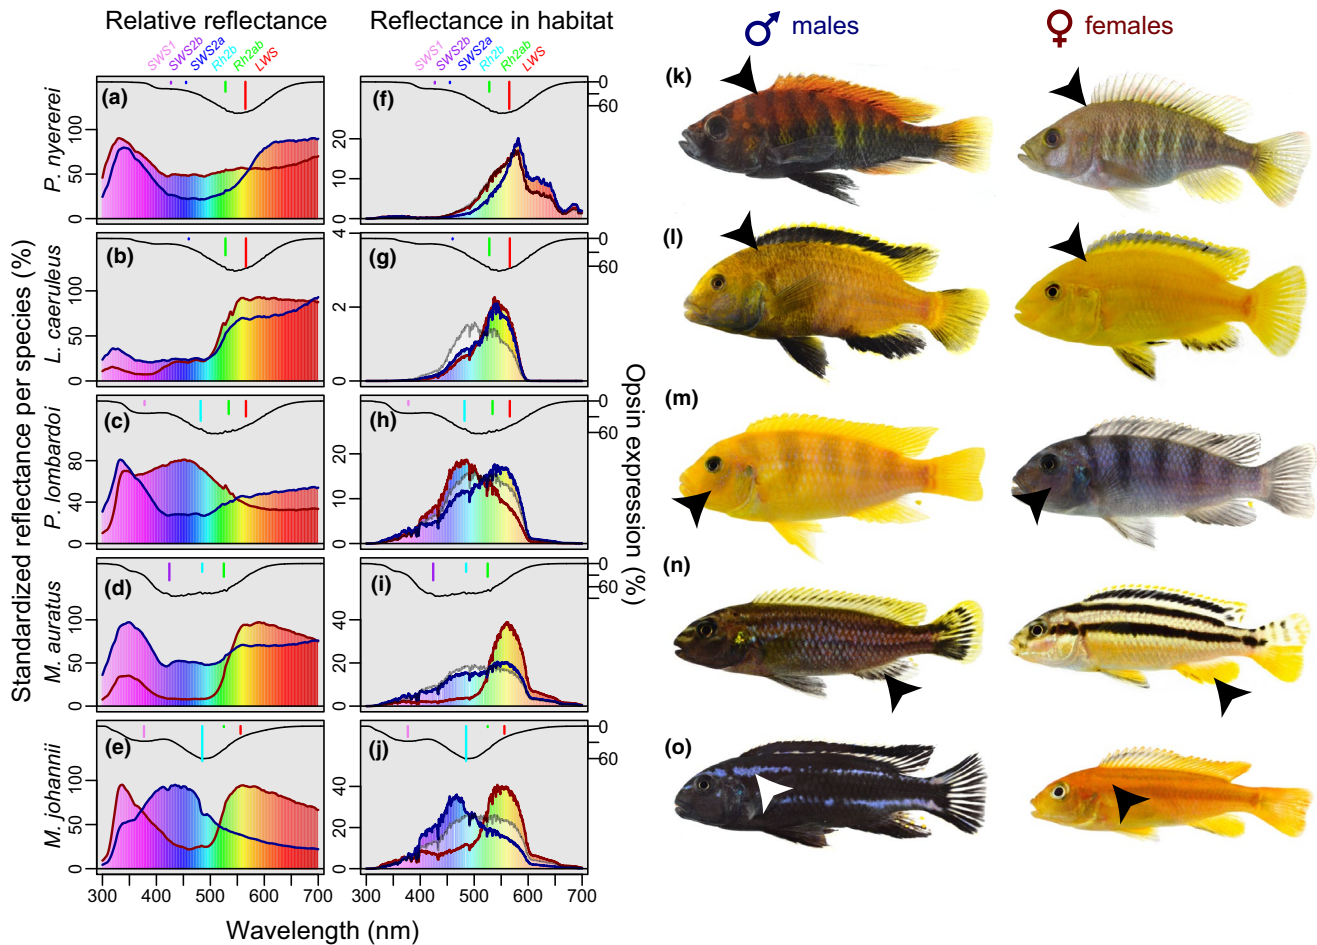 Relative reflectance
Reflectance in habitat
♂ males
♀ females
SWS1 SWS2b SWS2a Rh2b Rh2ab LWS
SWS1 SWS2b SWS2a Rh2b Rh2ab LWS
Standardized reflectance per species (%)
Opsin expression (%)
P. nyererei
(a)
0 50 100
(f)
0 10 20
0 60
(k)
L. caeruleus
(b)
0 50 100
(g)
0 2 4
0 60
(l)
P. lombardoi
(c)
0 40 80
(h)
0 10 20
0 60
(m)
M. auratus
(d)
0 50 100
(i)
0 20 40
0 60
(n)
M. johannii
(e)
0 50 100
(j)
0 20 40
0 60
(o)
300 400 500 600 700
300 400 500 600 700
Wavelength (nm)